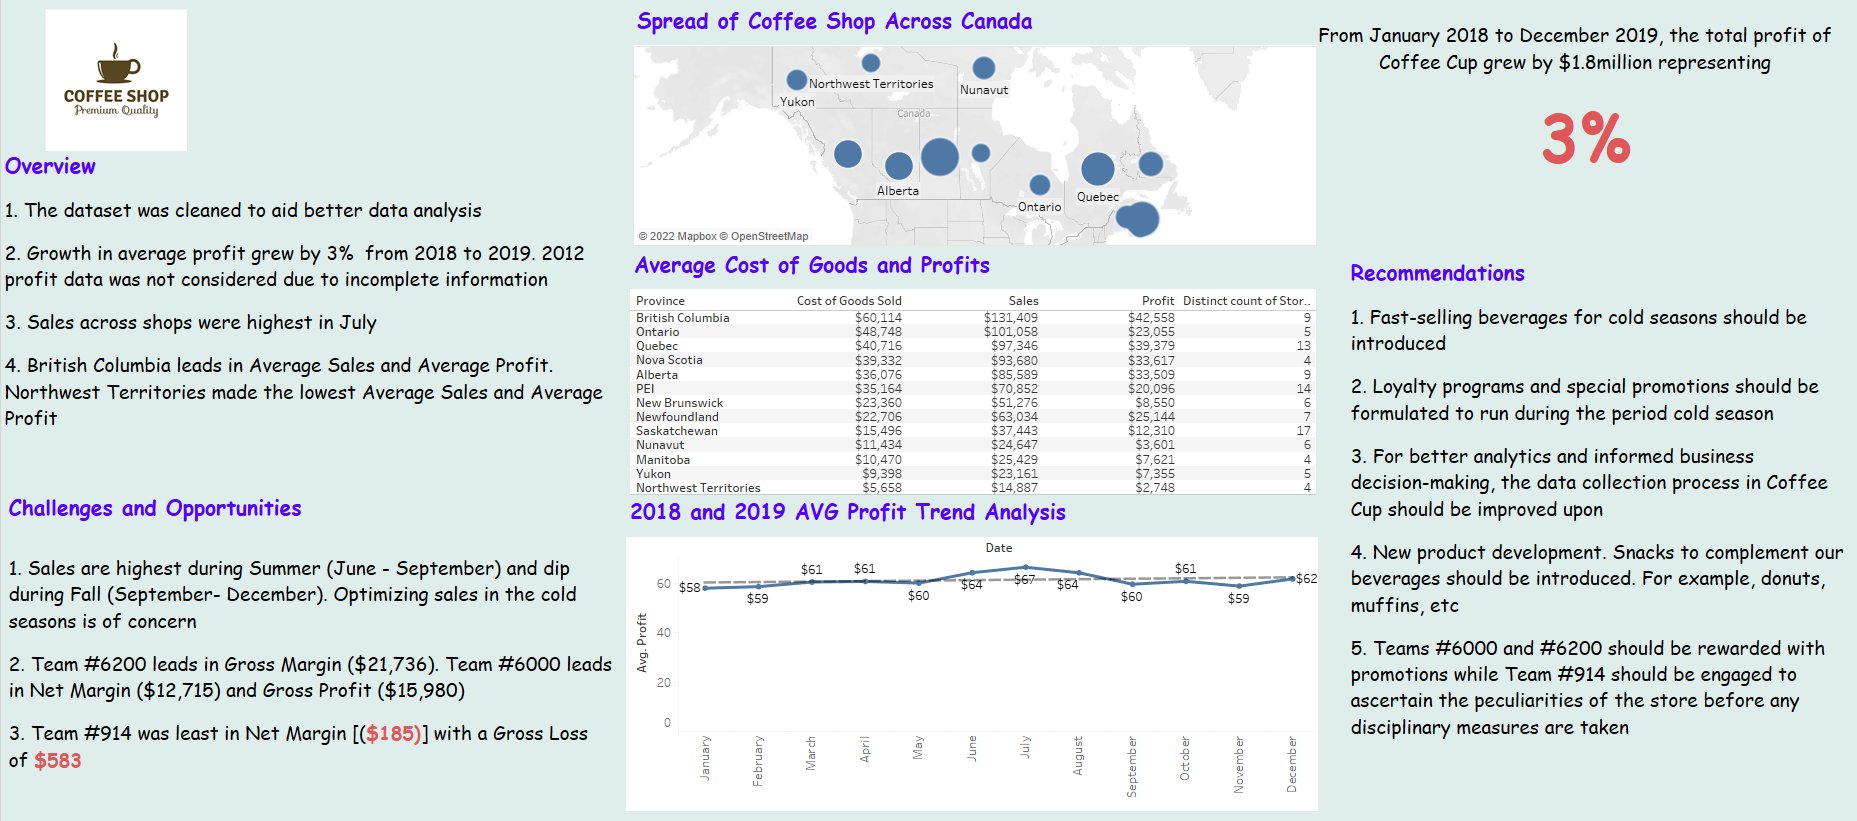 COFFEE SHOP
Premium Quality
Overview
1. The dataset was cleaned to aid better data analysis
2. Growth in average profit grew by 3%  from 2018 to 2019. 2012
profit data was not considered due to incomplete information
3. Sales across shops were highest in July
4. British Columbia leads in Average Sales and Average Profit.
Northwest Territories made the lowest Average Sales and Average
Profit
Challenges and Opportunities
1. Sales are highest during Summer (June - September) and dip
during Fall (September- December). Optimizing sales in the cold
seasons is of concern
2. Team #6200 leads in Gross Margin ($21,736). Team #6000 leads
in Net Margin ($12,715) and Gross Profit ($15,980)
3. Team #914 was least in Net Margin [($185)] with a Gross Loss
of $583
Spread of Coffee Shop Across Canada
Northwest Territories
Yukon
Nunavut
Canada
Alberta
Ontario
Quebec
© 2022 Mapbox © OpenStreetMap
Average Cost of Goods and Profits
Province Cost of Goods Sold Sales Profit Distinct count of Stor..
British Columbia $60,114 $131,409 $42,558 9
Ontario $48,748 $101,058 $23,055 5
Quebec $40,716 $97,346 $39,379 13
Nova Scotia $39,332 $93,680 $33,617 4
Alberta $36,076 $85,589 $33,509 9
PEI $35,164 $70,852 $20,096 14
New Brunswick $23,360 $51,276 $8,550 6
Newfoundland $22,706 $63,034 $25,144 7
Saskatchewan $15,496 $37,443 $12,310 17
Nunavut $11,434 $24,647 $3,601 6
Manitoba $10,470 $25,429 $7,621 4
Yukon $9,398 $23,161 $7,355 5
Northwest Territories $5,658 $14,887 $2,748 4
2018 and 2019 AVG Profit Trend Analysis
Date
Avg. Profit
60
40
20
0
$58 $59 $61 $61 $60 $64 $67 $64 $60 $61 $59 $62
January February March April May June July August September October November December
From January 2018 to December 2019, the total profit of
Coffee Cup grew by $1.8million representing
3%
Recommendations
1. Fast-selling beverages for cold seasons should be
introduced
2. Loyalty programs and special promotions should be
formulated to run during the period cold season
3. For better analytics and informed business
decision-making, the data collection process in Coffee
Cup should be improved upon
4. New product development. Snacks to complement our
beverages should be introduced. For example, donuts,
muffins, etc
5. Teams #6000 and #6200 should be rewarded with
promotions while Team #914 should be engaged to
ascertain the peculiarities of the store before any
disciplinary measures are taken